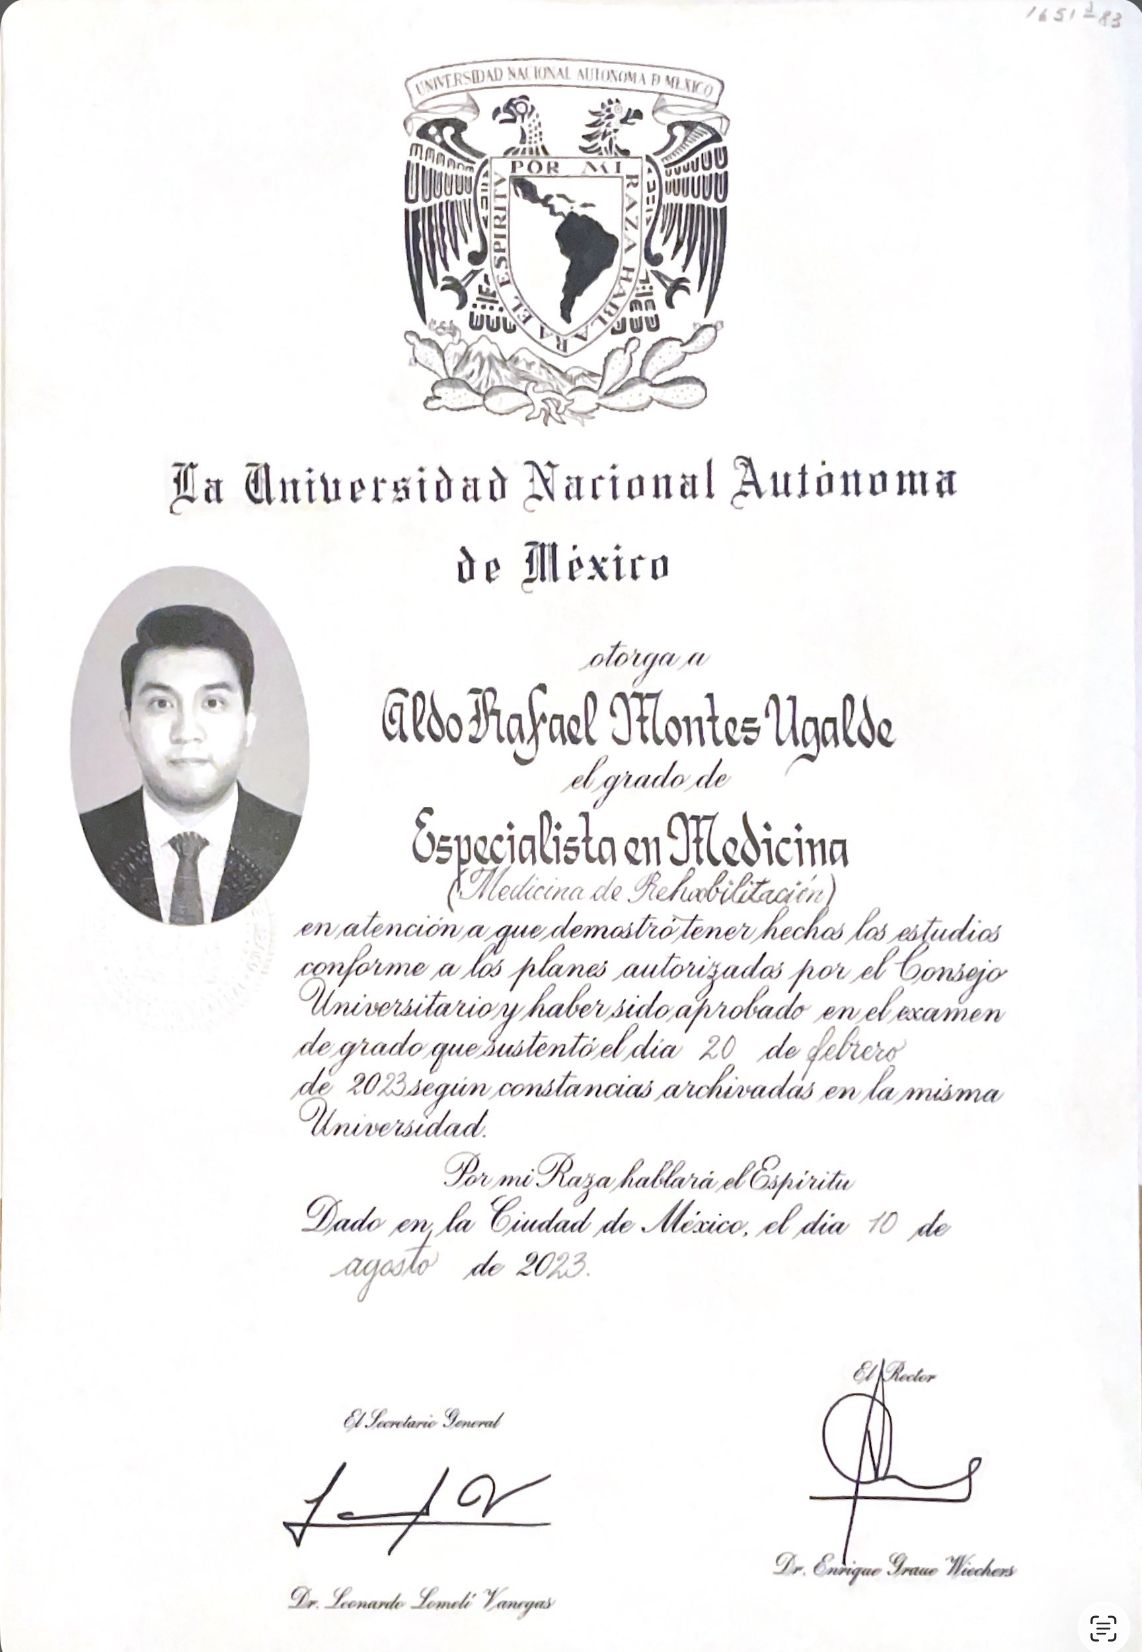 1651 83
UNIVERSIDAD NACIONAL AUTONOMA D MEXICO
POR MI RAZA HABLARA EL ESPIRITU
La Universidad Nacional Autónoma
de México
otorga a
Aldo Rafael Montes Ugalde
el grado de
Especialista en Medicina
(Medicina de Rehabilitación)
en atención a que demostró tener hechos los estudios
conforme a los planes autorizados por el Consejo
Universitario y haber sido aprobado en el examen
de grado que sustentó el día 20 de febrero
de 2023 según constancias archivadas en la misma
Universidad.
Por mi Raza hablará el Espíritu
Dado en la Ciudad de México, el día 10 de
agosto de 2023.
El Rector
El Secretario General
Dr. Enrique Graue Wiechers
Dr. Leonardo Lomelí Vanegas